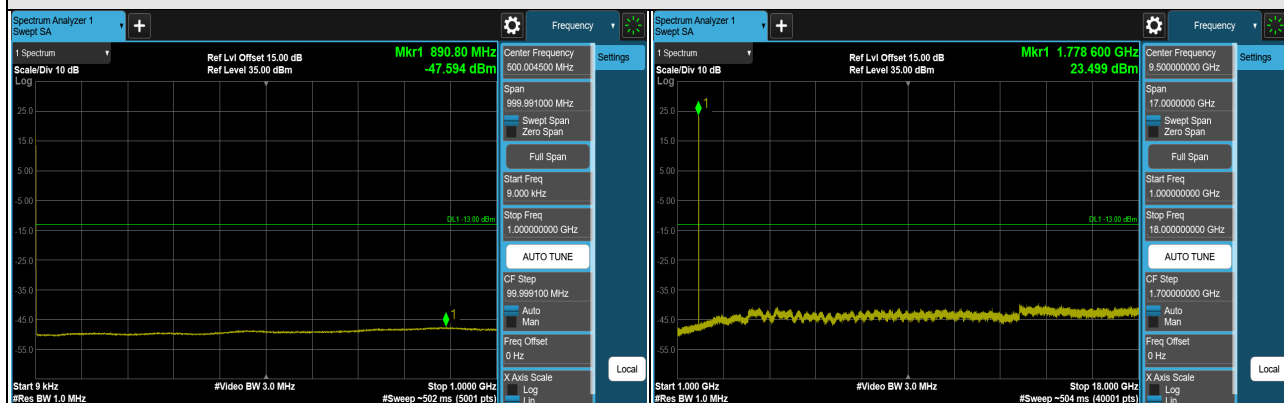 Spectrum Analyzer 1
Swept SA
+
Frequency
1 Spectrum
Scale/Div 10 dB
Ref Lvl Offset 15.00 dB
Ref Level 35.00 dBm
Mkr1 890.80 MHz
-47.594 dBm
Log
25.0
15.0
5.00
-5.00
-15.0
-25.0
-35.0
-45.0
-55.0
DL1 -13.00 dBm
1
Start 9 kHz
#Res BW 1.0 MHz
#Video BW 3.0 MHz
Stop 1.0000 GHz
#Sweep ~502 ms (5001 pts)
Center Frequency
500.004500 MHz
Span
999.991000 MHz
Swept Span
Zero Span
Full Span
Start Freq
9.000 kHz
Stop Freq
1.000000000 GHz
AUTO TUNE
CF Step
99.999100 MHz
Auto
Man
Freq Offset
0 Hz
X Axis Scale
Log
Lin
Settings
Local
Spectrum Analyzer 1
Swept SA
+
Frequency
1 Spectrum
Scale/Div 10 dB
Ref Lvl Offset 15.00 dB
Ref Level 35.00 dBm
Mkr1 1.778 600 GHz
23.499 dBm
Log
25.0
15.0
5.00
-5.00
-15.0
-25.0
-35.0
-45.0
-55.0
DL1 -13.00 dBm
1
Start 1.000 GHz
#Res BW 1.0 MHz
#Video BW 3.0 MHz
Stop 18.000 GHz
#Sweep ~504 ms (40001 pts)
Center Frequency
9.500000000 GHz
Span
17.0000000 GHz
Swept Span
Zero Span
Full Span
Start Freq
1.000000000 GHz
Stop Freq
18.000000000 GHz
AUTO TUNE
CF Step
1.700000000 GHz
Auto
Man
Freq Offset
0 Hz
X Axis Scale
Log
Lin
Settings
Local